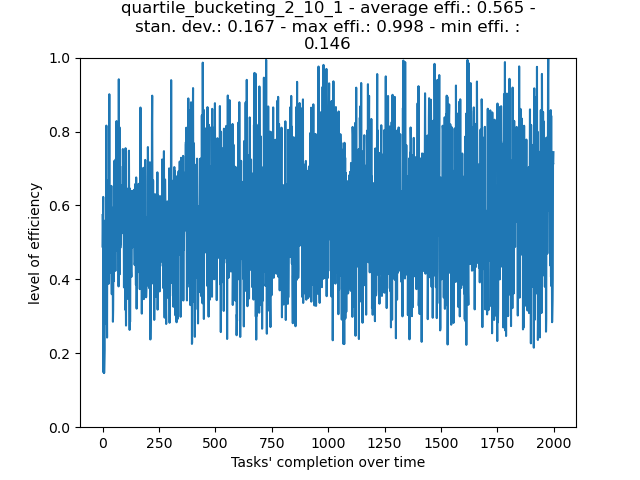 quartile_bucketing_2_10_1 - average effi.: 0.565 -
stan. dev.: 0.167 - max effi.: 0.998 - min effi. :
0.146
1.0
0.8
0.6
0.4
0.2
0.0
level of efficiency
0 250 500 750 1000 1250 1500 1750 2000
Tasks' completion over time